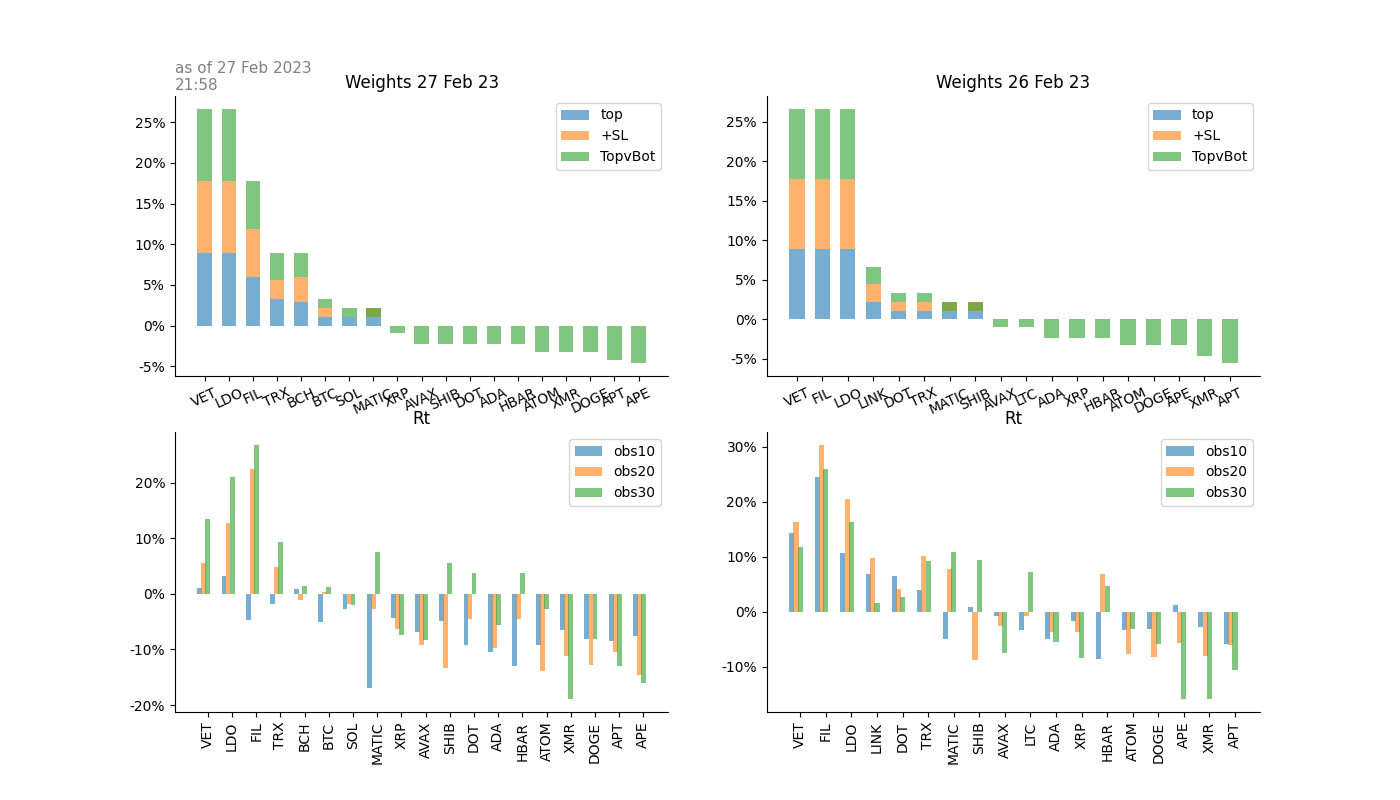 as of 27 Feb 2023
21:58
Weights 27 Feb 23
25%
20%
15%
10%
5%
0%
-5%
top
+SL
TopvBot
VET LDO FIL TRX BCH BTC SOL MATIC XRP AVAX SHIB DOT ADA HBAR ATOM XMR DOGE APT APE
Weights 26 Feb 23
25%
20%
15%
10%
5%
0%
-5%
top
+SL
TopvBot
VET FIL LDO LINK DOT TRX MATIC SHIB AVAX LTC ADA XRP HBAR ATOM DOGE APE XMR APT
Rt
20%
10%
0%
-10%
-20%
obs10
obs20
obs30
VET LDO FIL TRX BCH BTC SOL MATIC XRP AVAX SHIB DOT ADA HBAR ATOM XMR DOGE APT APE
Rt
30%
20%
10%
0%
-10%
obs10
obs20
obs30
VET FIL LDO LINK DOT TRX MATIC SHIB AVAX LTC ADA XRP HBAR ATOM DOGE APE XMR APT